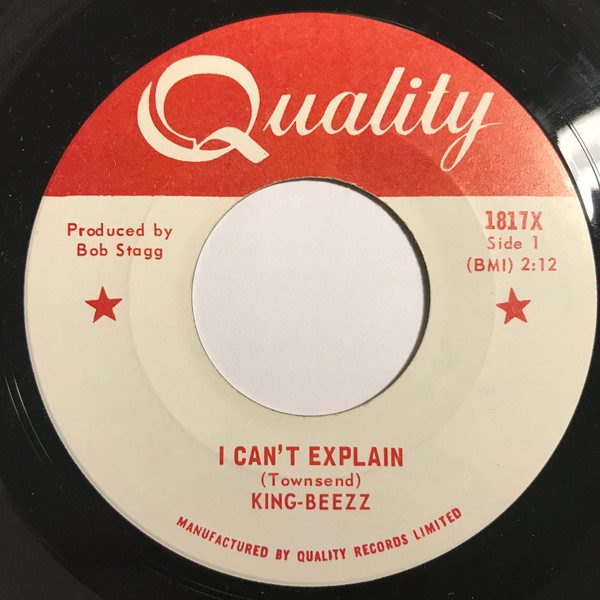 Quality
Produced by
Bob Stagg
1817X
Side 1
(BMI) 2:12
I CAN'T EXPLAIN
(Townsend)
KING-BEEZZ
MANUFACTURED BY QUALITY RECORDS LIMITED